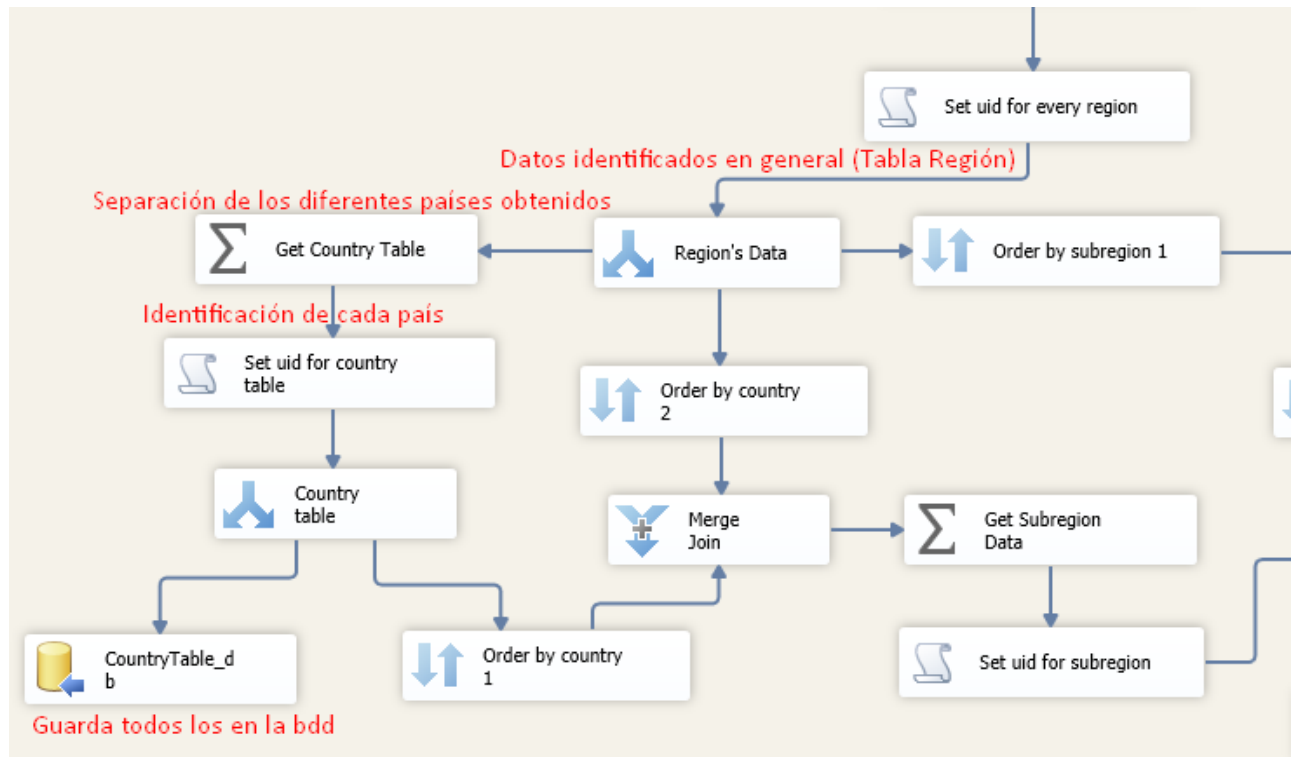 Set uid for every region
Datos identificados en general (Tabla Región)
Separación de los diferentes países obtenidos
Get Country Table
Region's Data
Order by subregion 1
Identificación de cada país
Set uid for country
table
Order by country
2
Country
table
Merge
Join
Get Subregion
Data
CountryTable_d
b
Order by country
1
Set uid for subregion
Guarda todos los en la bdd